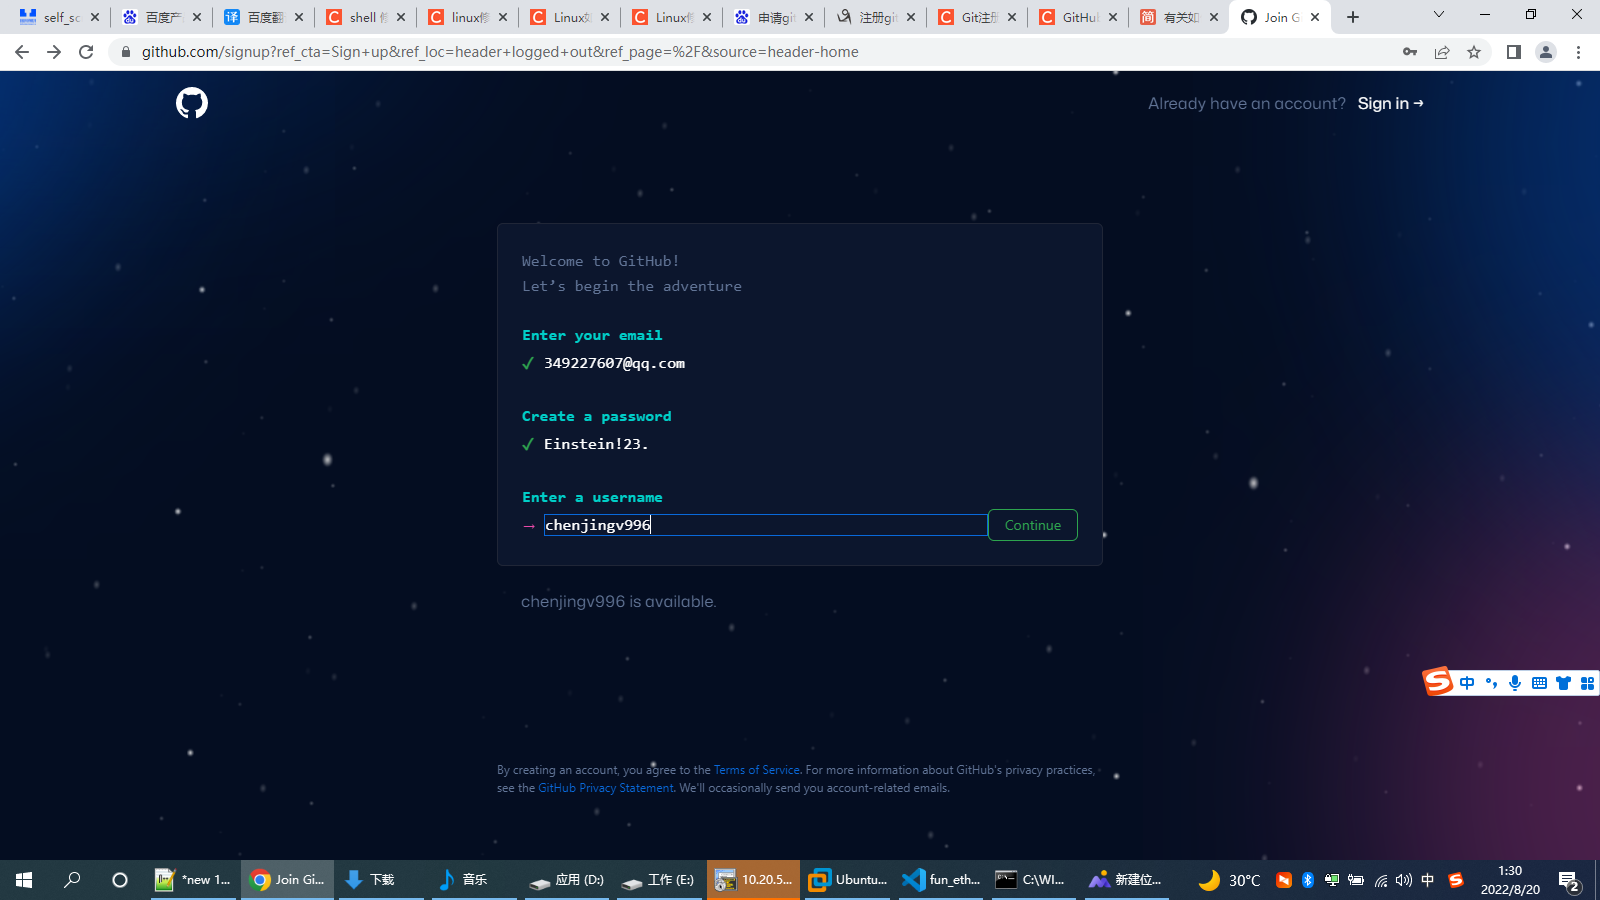 self_sc
百度产
百度翻
shell 修
linux修
Linux如
Linux修
申请git
注册git
Git注册
GitHub
有关如
Join G
github.com/signup?ref_cta=Sign+up&ref_loc=header+logged+out&ref_page=%2F&source=header-home
Already have an account? Sign in →
Welcome to GitHub!
Let’s begin the adventure
Enter your email
✓ 349227607@qq.com
Create a password
✓ Einstein!23.
Enter a username
→ chenjingv996
Continue
chenjingv996 is available.
中
By creating an account, you agree to the Terms of Service. For more information about GitHub's privacy practices,
see the GitHub Privacy Statement. We'll occasionally send you account-related emails.
*new 1...
Join Gi...
下载
音乐
应用 (D:)
工作 (E:)
10.20.5...
Ubuntu...
fun_eth...
C:\WI...
新建位...
30°C
中
1:30
2022/8/20
2